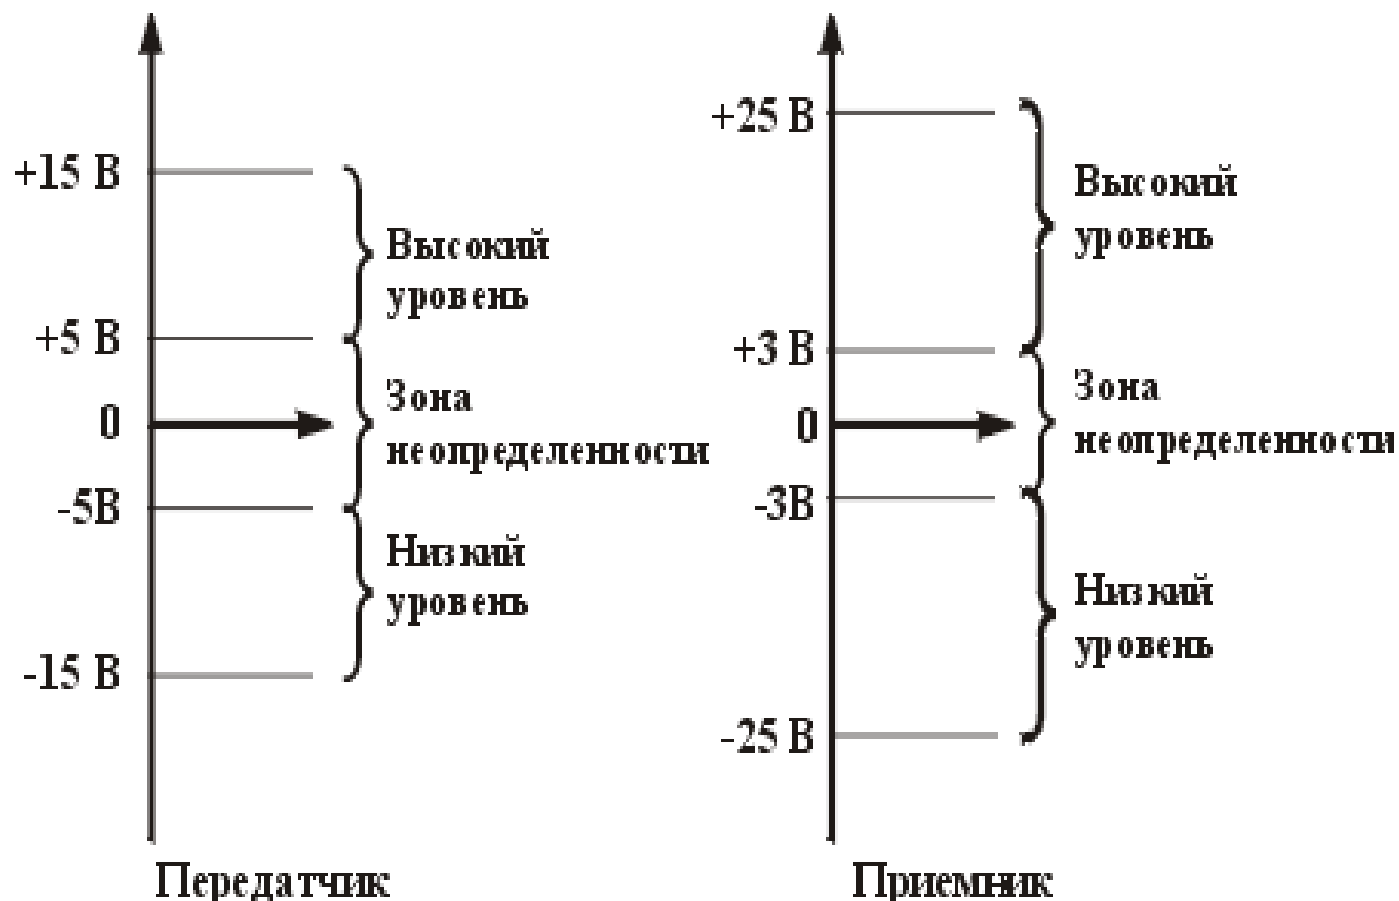 +15 В
Высокий
уровень
+5 В
Зона
неопределенности
0
-5В
Низкий
уровень
-15 В
Передатчик
+25 В
Высокий
уровень
+3 В
Зона
неопределенности
0
-3В
Низкий
уровень
-25 В
Приемник